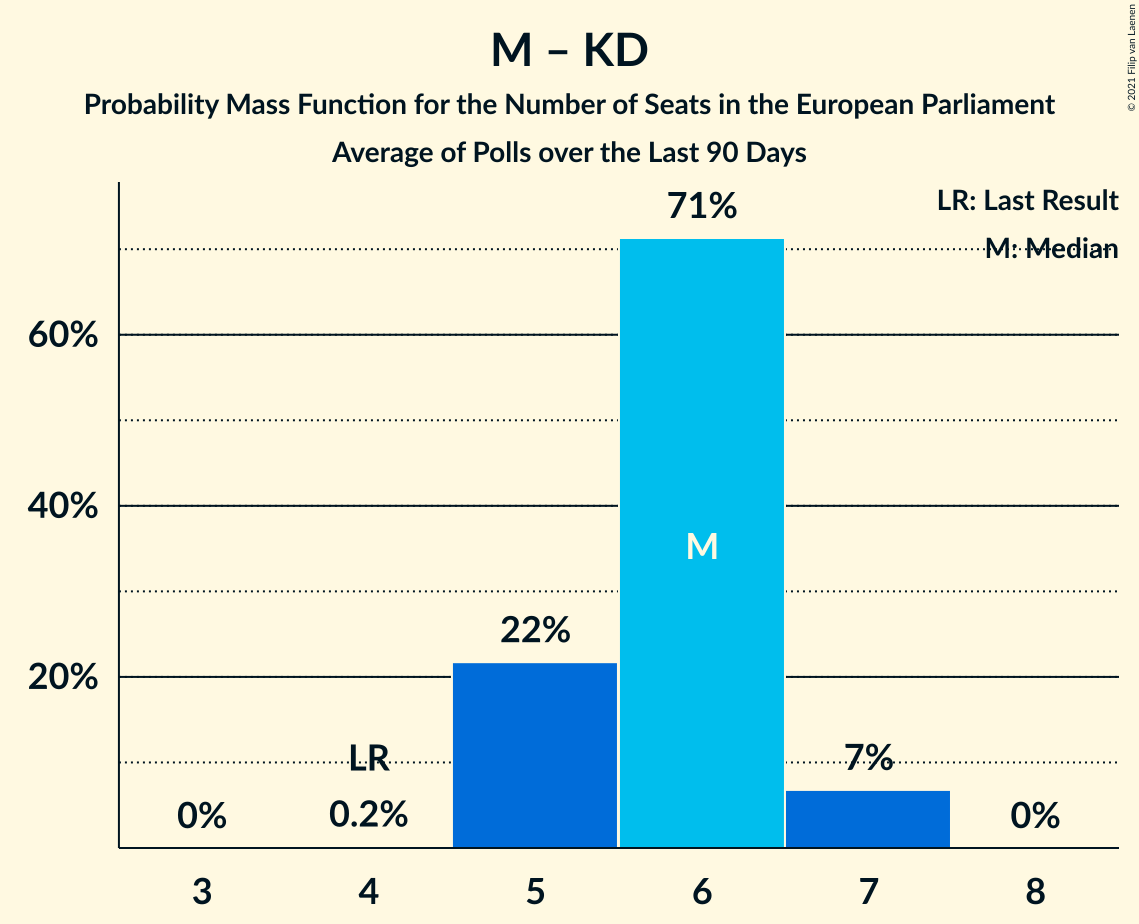 M – KD
Probability Mass Function for the Number of Seats in the European Parliament
Average of Polls over the Last 90 Days
© 2021 Filip van Laenen
LR: Last Result
M: Median
71%
60%
40%
M
22%
20%
LR
7%
0%
0.2%
0%
3 4 5 6 7 8